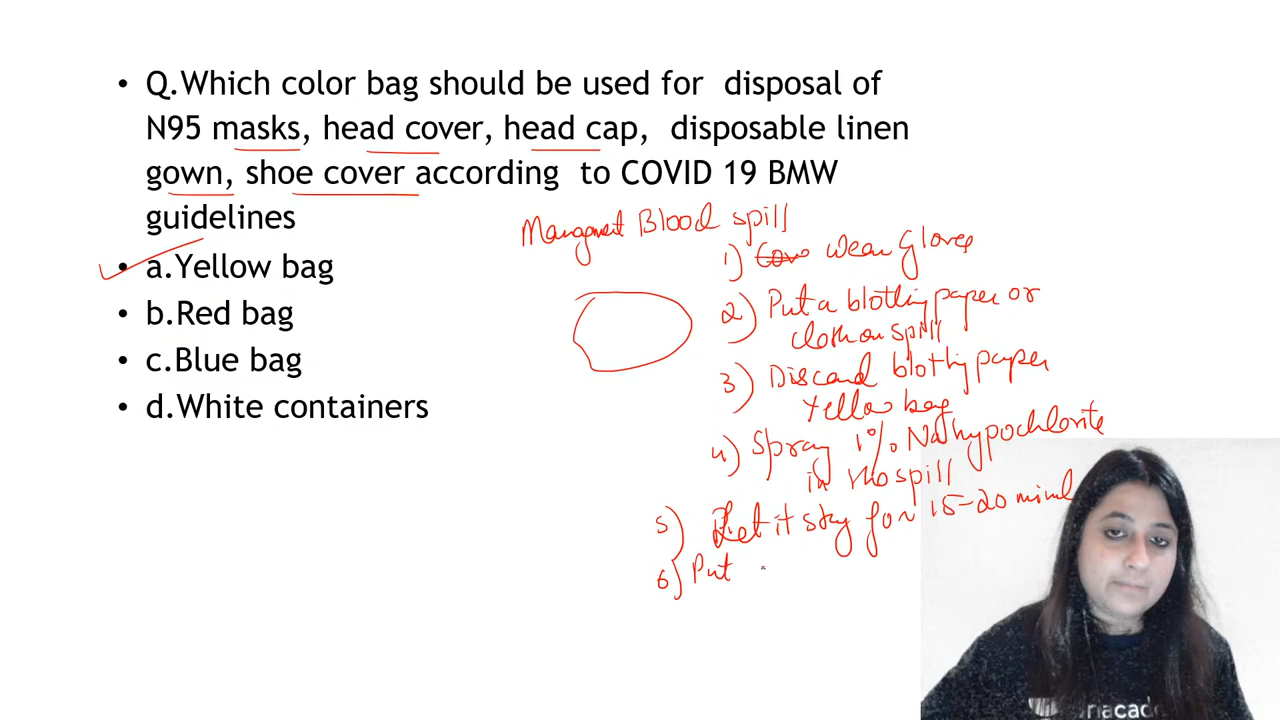 • Q.Which color bag should be used for disposal of
N95 masks, head cover, head cap, disposable linen
gown, shoe cover according to COVID 19 BMW
guidelines
• a.Yellow bag
• b.Red bag
• c.Blue bag
• d.White containers
Blood spill
1) wear Gloves
2) Put a blotting paper or
cloth on spill
3) Discard blothing paper
Yellow bag
4) Spray 1% Na hypochlorite
in the spill
5) Let it stay for 15-20
6) Put
nacade